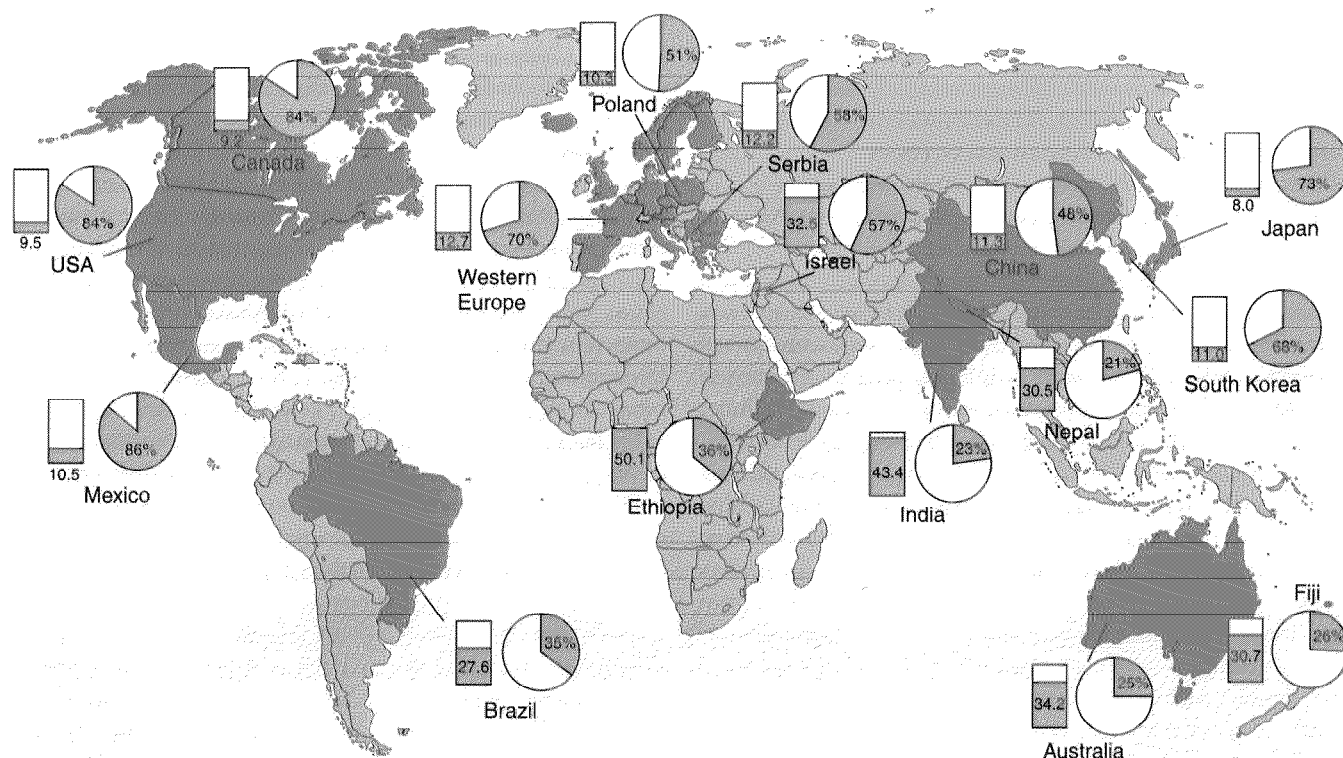 10.3
51%
Poland
9.2
84%
Canada
12.2
58%
Serbia
9.5
84%
USA
12.7
70%
Western
Europe
32.5
57%
Israel
11.3
48%
China
8.0
73%
Japan
11.0
68%
South Korea
10.5
86%
Mexico
50.1
36%
Ethiopia
43.4
23%
India
30.5
21%
Nepal
27.6
35%
Brazil
34.2
25%
Australia
Fiji
30.7
26%